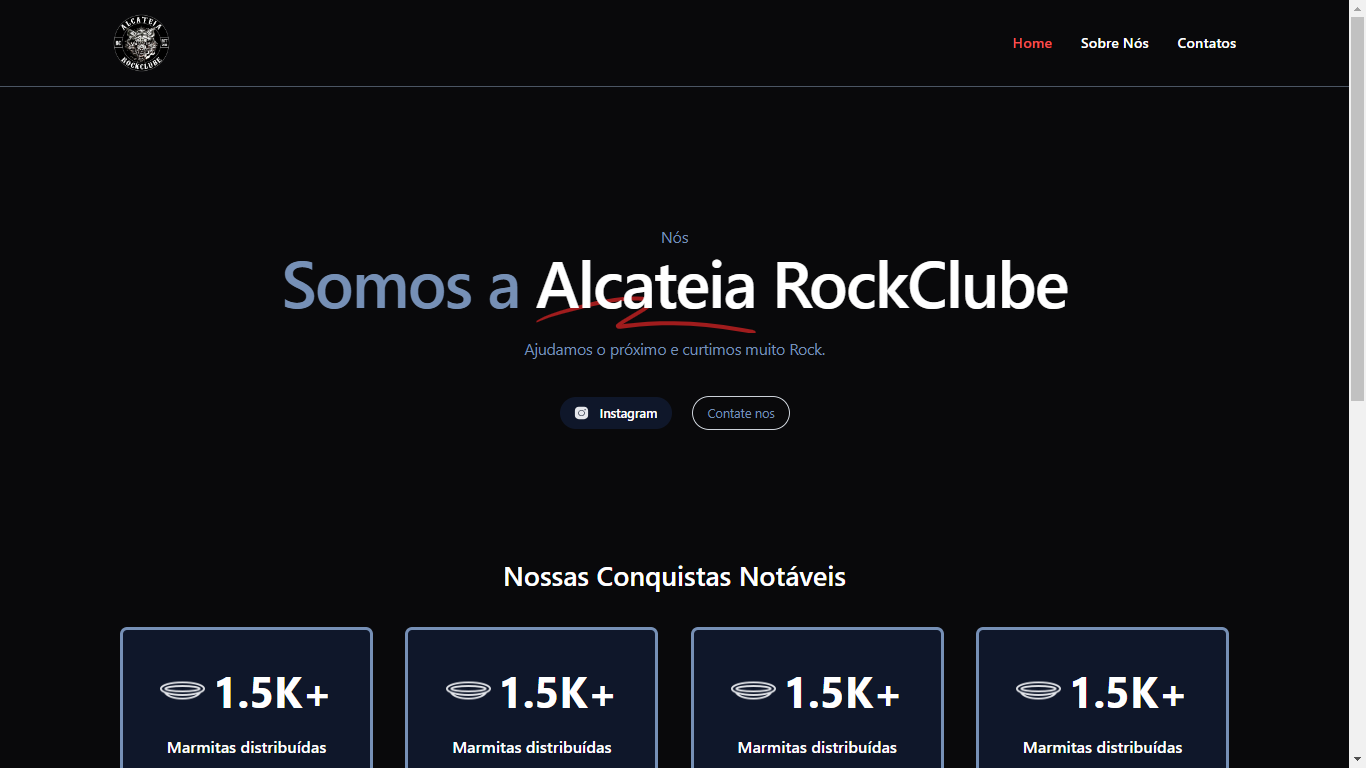 ALCATEIA
ROCKCLUBE
Home Sobre Nós Contatos
Nós
Somos a Alcateia RockClube
Ajudamos o próximo e curtimos muito Rock.
Instagram Contate nos
Nossas Conquistas Notáveis
1.5K+ 1.5K+ 1.5K+ 1.5K+
Marmitas distribuídas Marmitas distribuídas Marmitas distribuídas Marmitas distribuídas